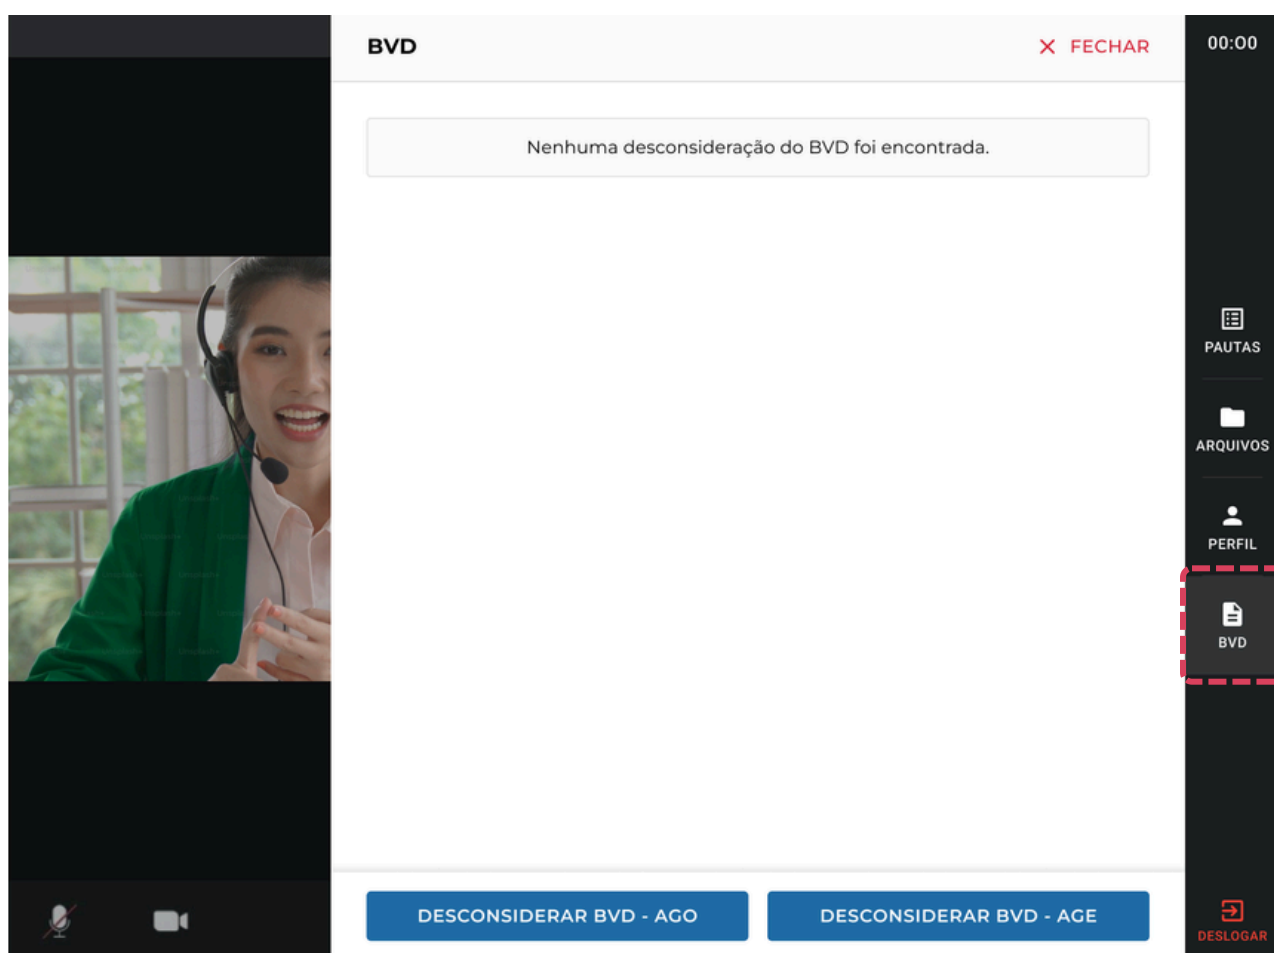 BVD
FECHAR
00:00
Nenhuma desconsideração do BVD foi encontrada.
PAUTAS
ARQUIVOS
PERFIL
BVD
DESCONSIDERAR BVD - AGO
DESCONSIDERAR BVD - AGE
DESLOGAR